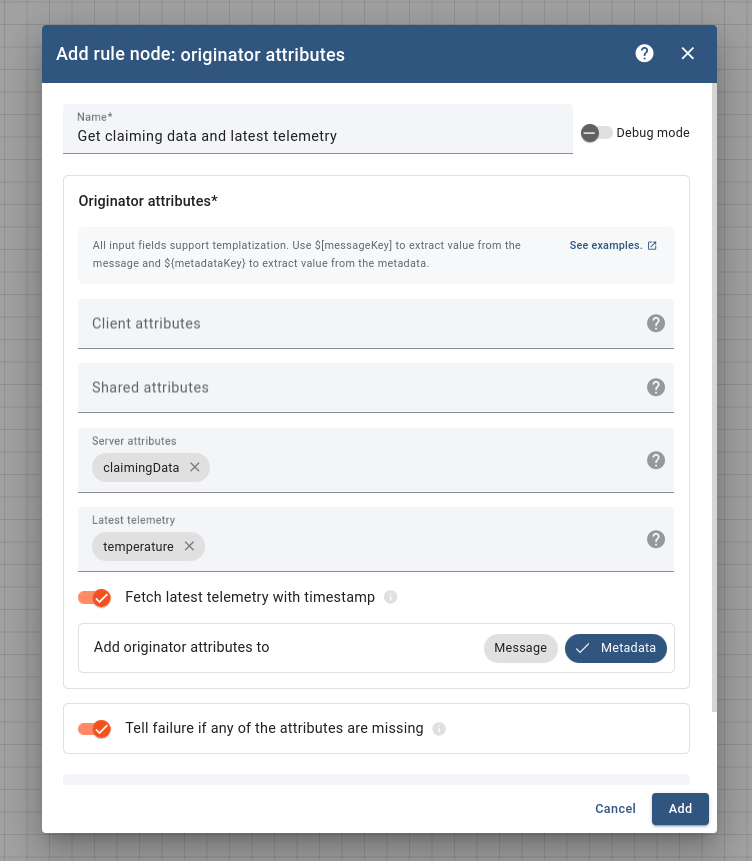 Add rule node: originator attributes
Name*
Get claiming data and latest telemetry
Debug mode
Originator attributes*
All input fields support templatization. Use $[messageKey] to extract value from the
message and ${metadataKey} to extract value from the metadata.
See examples.
Client attributes
Shared attributes
Server attributes
claimingData
Latest telemetry
temperature
Fetch latest telemetry with timestamp
Add originator attributes to
Message
Metadata
Tell failure if any of the attributes are missing
Cancel
Add